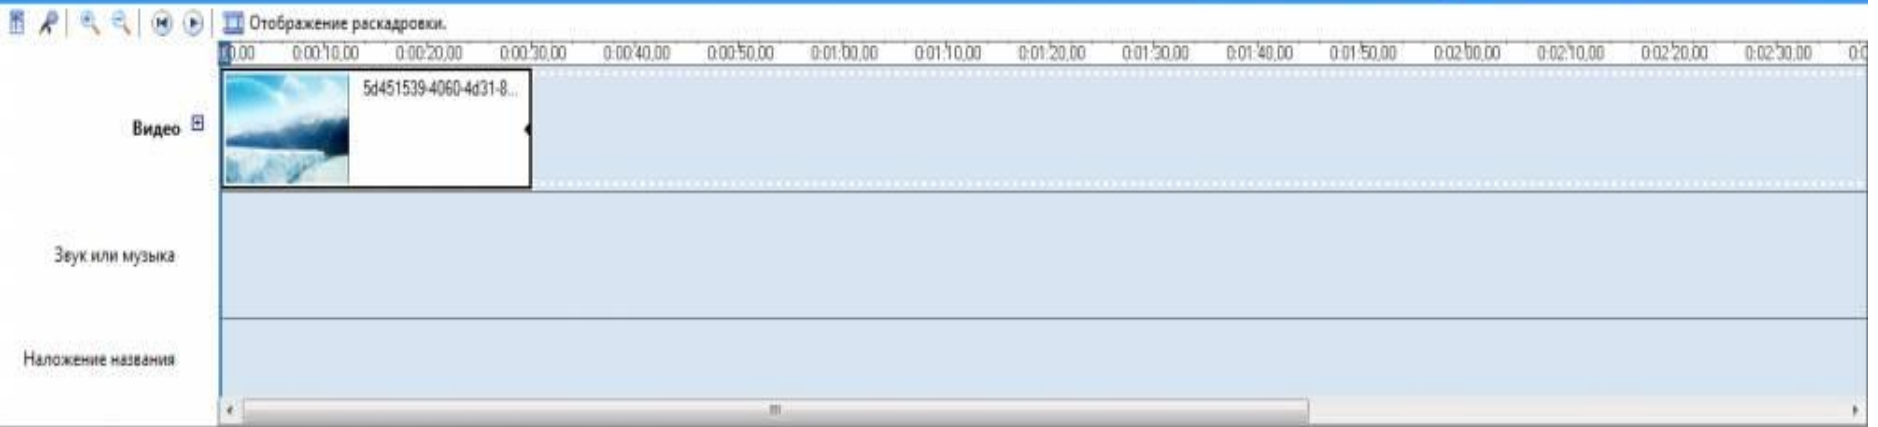 Отображение раскадровки.
0:00:10,00 0:00:20,00 0:00:30,00 0:00:40,00 0:00:50,00 0:01:00,00 0:01:10,00 0:01:20,00 0:01:30,00 0:01:40,00 0:01:50,00 0:02:00,00 0:02:10,00 0:02:20,00 0:02:30,00
5d451539-4060-4d31-8...
Видео
Звук или музыка
Наложение названия